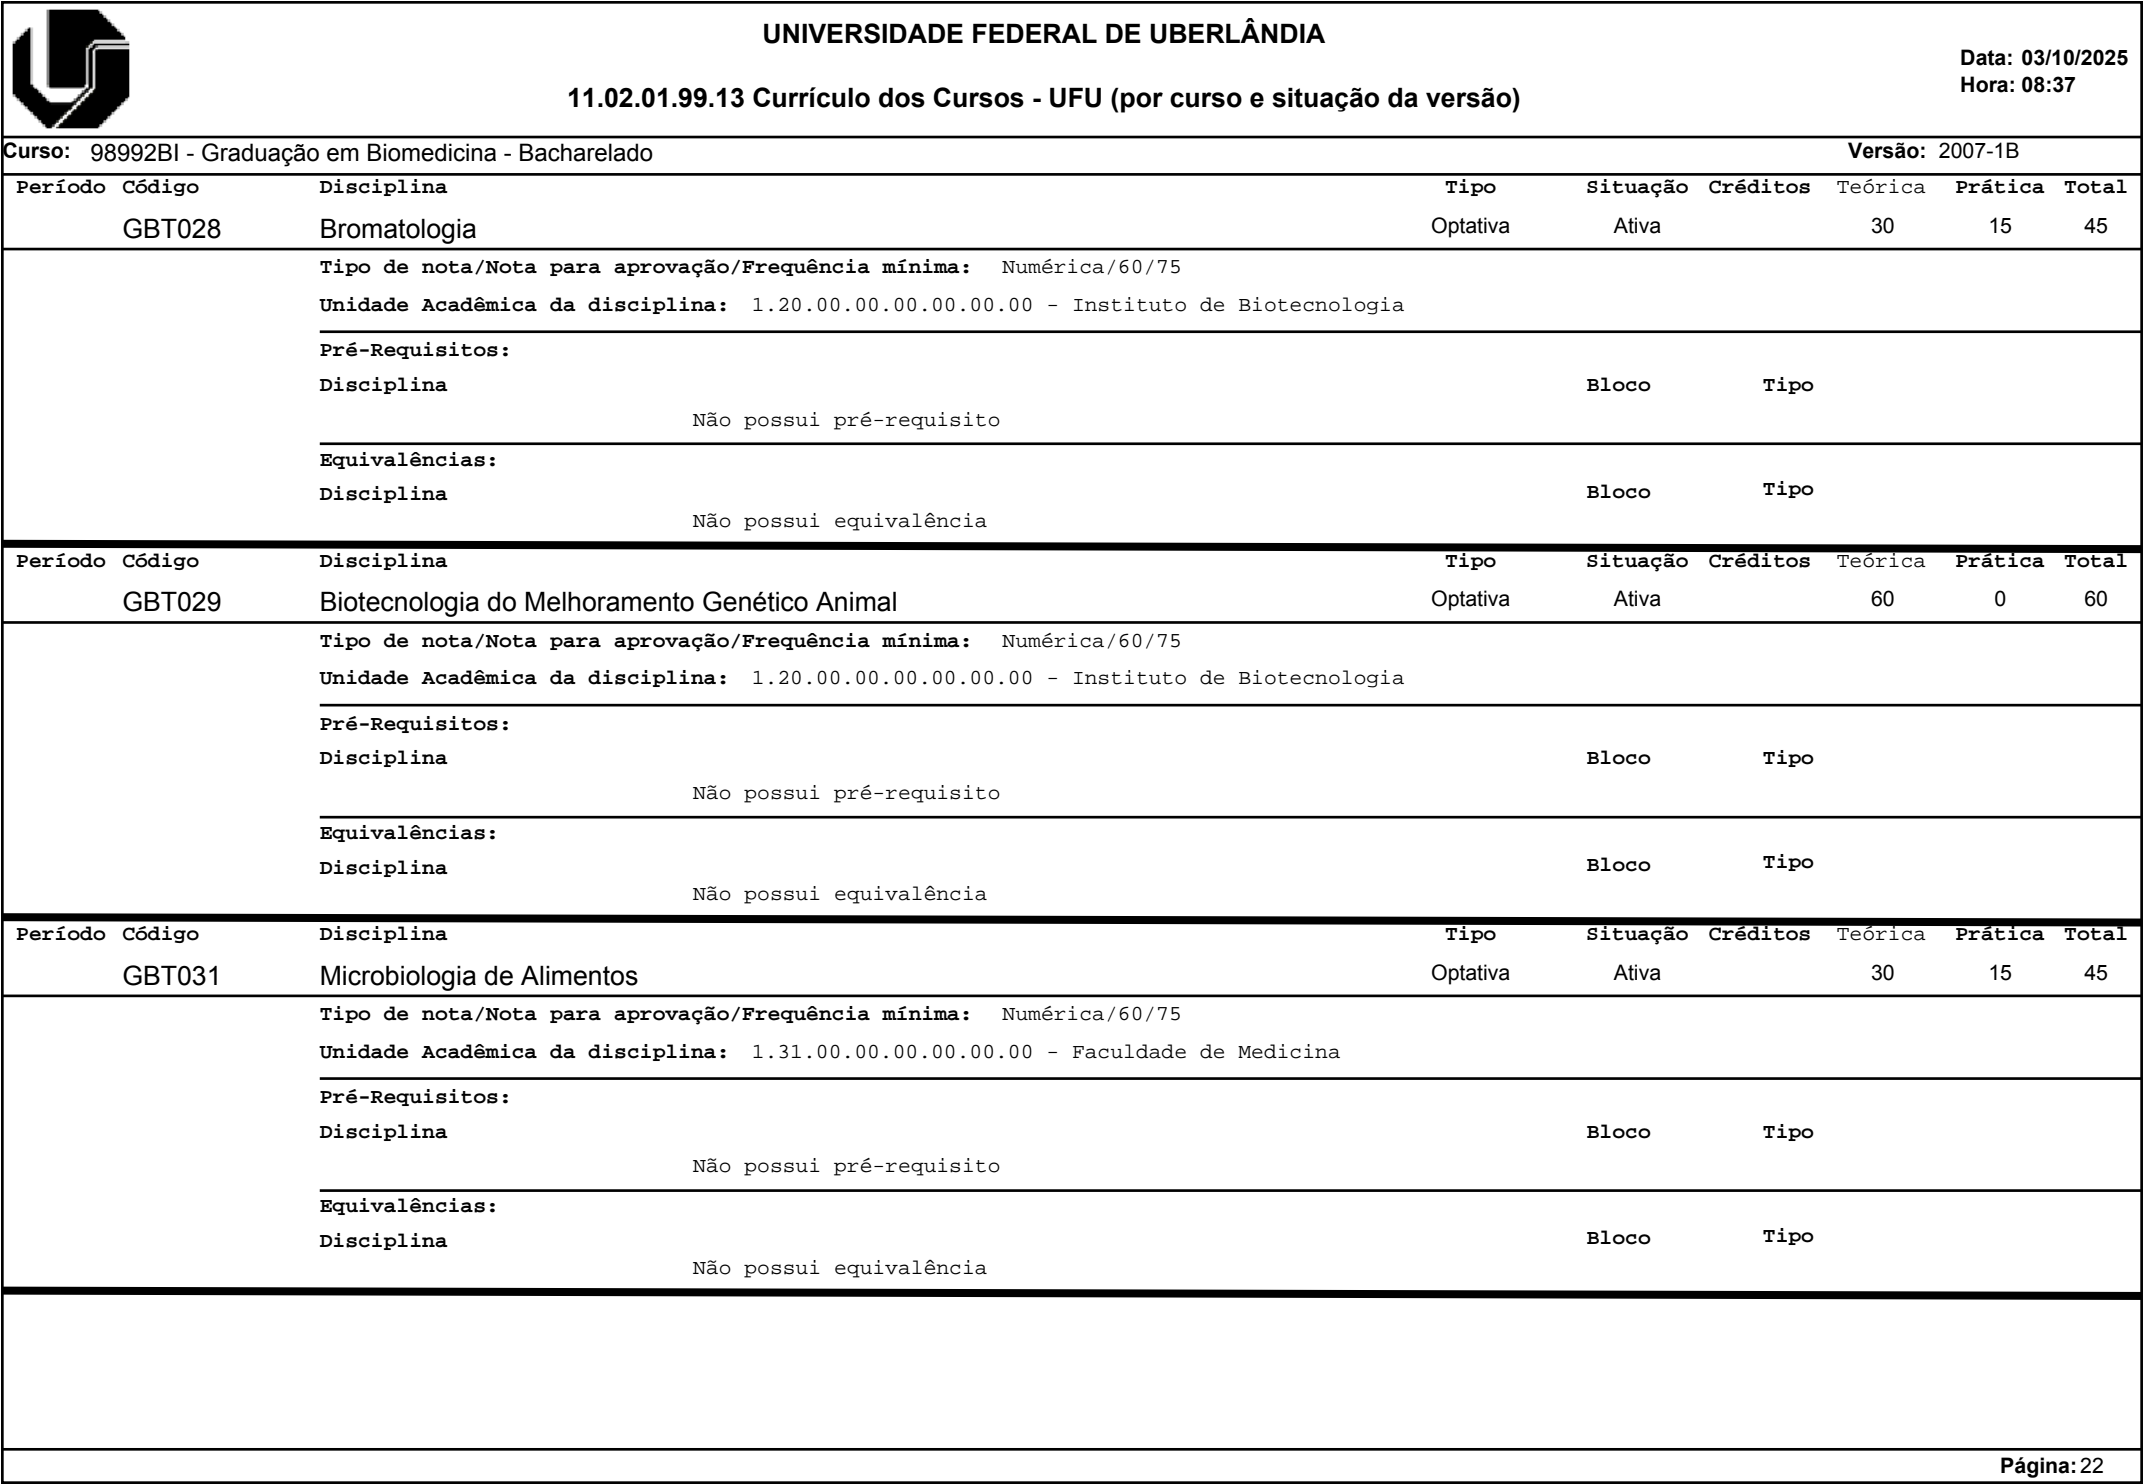 UNIVERSIDADE FEDERAL DE UBERLÂNDIA
Data: 03/10/2025
Hora: 08:37
11.02.01.99.13 Currículo dos Cursos - UFU (por curso e situação da versão)
Curso: 98992BI - Graduação em Biomedicina - Bacharelado Versão: 2007-1B
Período Código Disciplina Tipo Situação Créditos Teórica Prática Total
GBT028 Bromatologia Optativa Ativa 30 15 45
Tipo de nota/Nota para aprovação/Frequência mínima: Numérica/60/75
Unidade Acadêmica da disciplina: 1.20.00.00.00.00.00.00 - Instituto de Biotecnologia
Pré-Requisitos:
Disciplina Bloco Tipo
Não possui pré-requisito
Equivalências:
Disciplina Bloco Tipo
Não possui equivalência
Período Código Disciplina Tipo Situação Créditos Teórica Prática Total
GBT029 Biotecnologia do Melhoramento Genético Animal Optativa Ativa 60 0 60
Tipo de nota/Nota para aprovação/Frequência mínima: Numérica/60/75
Unidade Acadêmica da disciplina: 1.20.00.00.00.00.00.00 - Instituto de Biotecnologia
Pré-Requisitos:
Disciplina Bloco Tipo
Não possui pré-requisito
Equivalências:
Disciplina Bloco Tipo
Não possui equivalência
Período Código Disciplina Tipo Situação Créditos Teórica Prática Total
GBT031 Microbiologia de Alimentos Optativa Ativa 30 15 45
Tipo de nota/Nota para aprovação/Frequência mínima: Numérica/60/75
Unidade Acadêmica da disciplina: 1.31.00.00.00.00.00.00 - Faculdade de Medicina
Pré-Requisitos:
Disciplina Bloco Tipo
Não possui pré-requisito
Equivalências:
Disciplina Bloco Tipo
Não possui equivalência
Página: 22